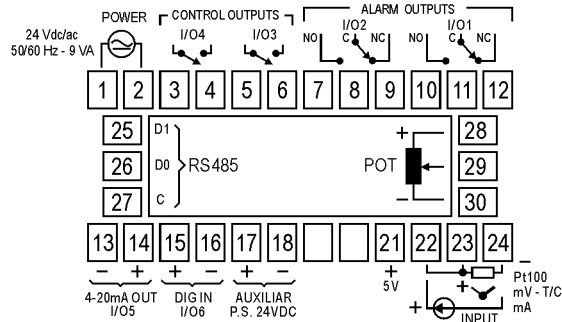 POWER
CONTROL OUTPUTS
ALARM OUTPUTS
24 Vdc/ac
50/60 Hz - 9 VA
I/O4
I/O3
I/O2
I/O1
NO C NC NO C NC
1 2 3 4 5 6 7 8 9 10 11 12
25 D1 + 28
26 D0 RS485 POT 29
27 C − 30
13 14 15 16 17 18 21 22 23 24
− + + − + − + + −
4-20mA OUT
I/O5
DIG IN
I/O6
AUXILIAR
P.S. 24VDC
5V
Pt100
mV - T/C
+ mA
INPUT